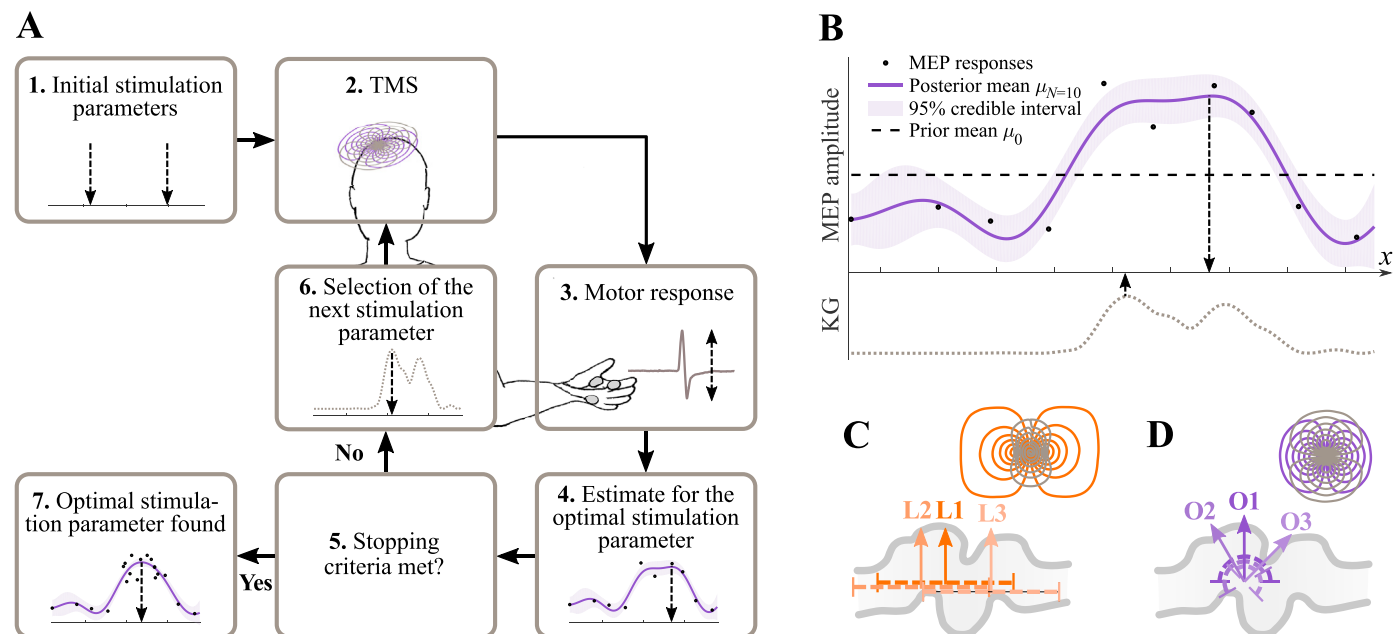 A
1. Initial stimulation
parameters
2. TMS
3. Motor response
6. Selection of the
next stimulation
parameter
No
7. Optimal stimula-
tion parameter found
Yes
5. Stopping
criteria met?
4. Estimate for the
optimal stimulation
parameter
B
MEP responses
Posterior mean μN=10
95% credible interval
Prior mean μ0
MEP amplitude
x
KG
C
L2 L1 L3
D
O2 O1 O3